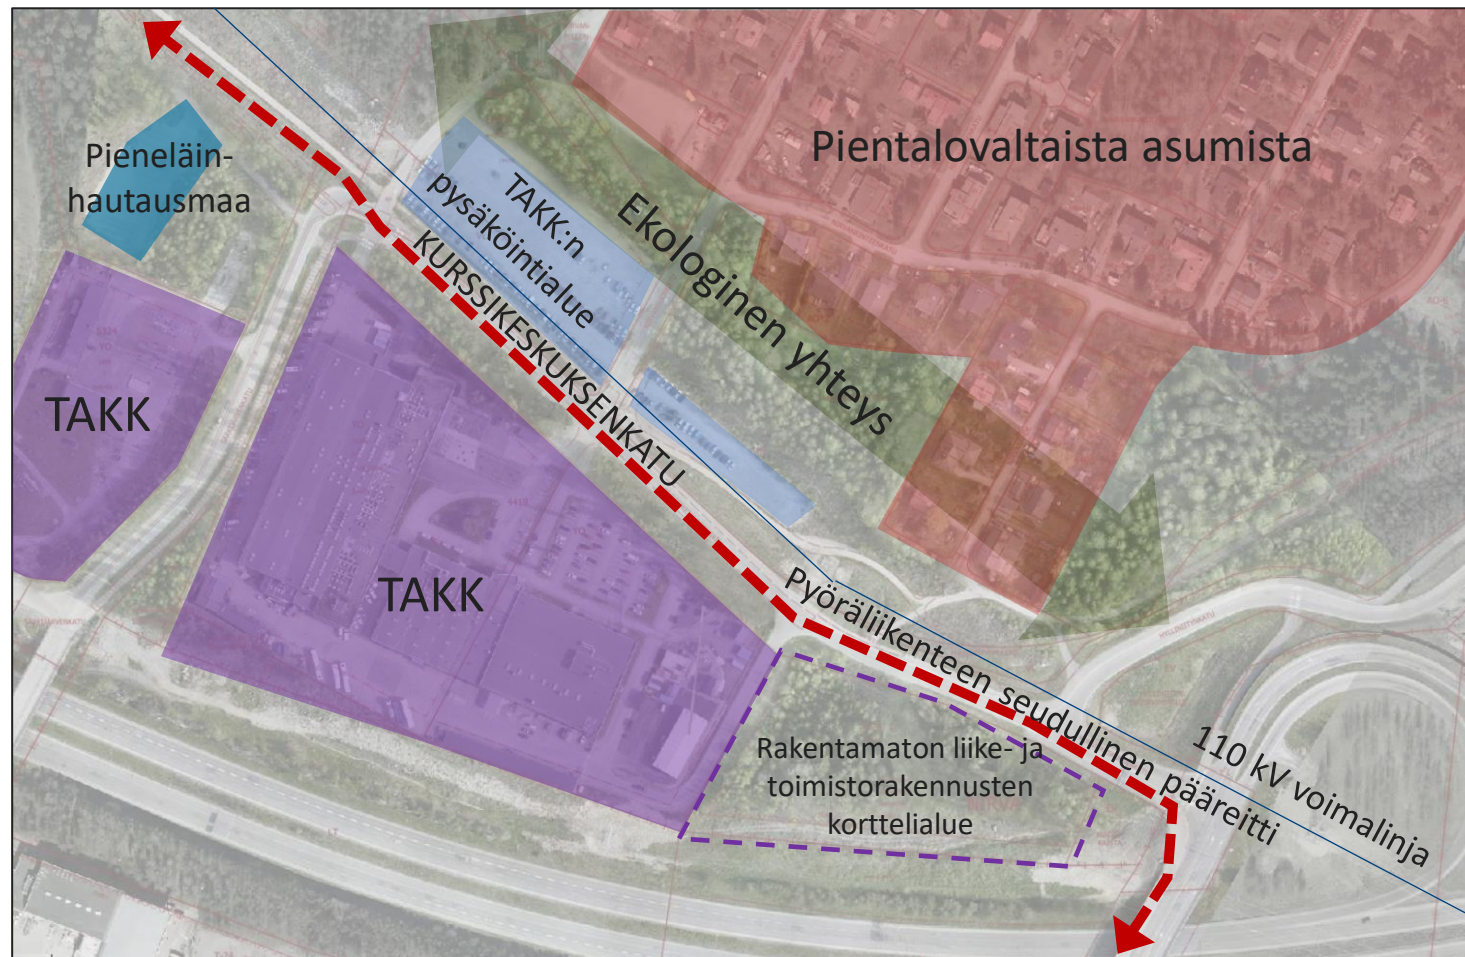 Pientalovaltaista asumista
Pieneläin-
hautausmaa
TAKK:n
pysäköintialue
Ekologinen yhteys
KURSSIKESKUKSENKATU
TAKK
TAKK
Pyöräliikenteen seudullinen pääreitti
110 kV voimalinja
Rakentamaton liike- ja
toimistorakennusten
korttelialue